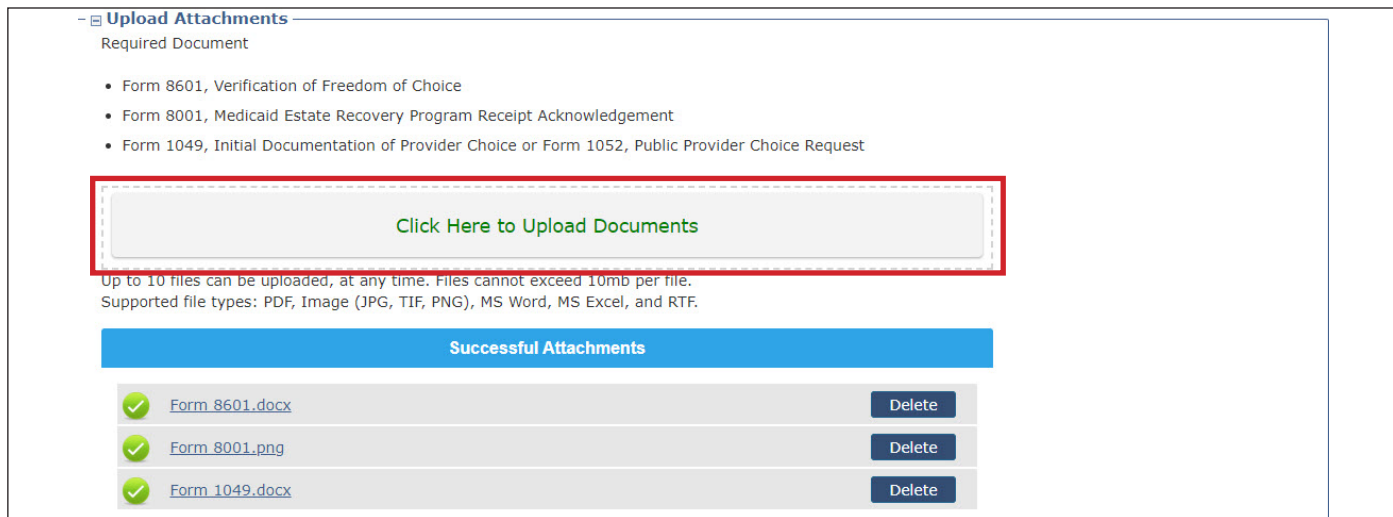 Upload Attachments
Required Document
• Form 8601, Verification of Freedom of Choice
• Form 8001, Medicaid Estate Recovery Program Receipt Acknowledgement
• Form 1049, Initial Documentation of Provider Choice or Form 1052, Public Provider Choice Request
Click Here to Upload Documents
Up to 10 files can be uploaded, at any time. Files cannot exceed 10mb per file.
Supported file types: PDF, Image (JPG, TIF, PNG), MS Word, MS Excel, and RTF.
Successful Attachments
Form 8601.docx Delete
Form 8001.png Delete
Form 1049.docx Delete